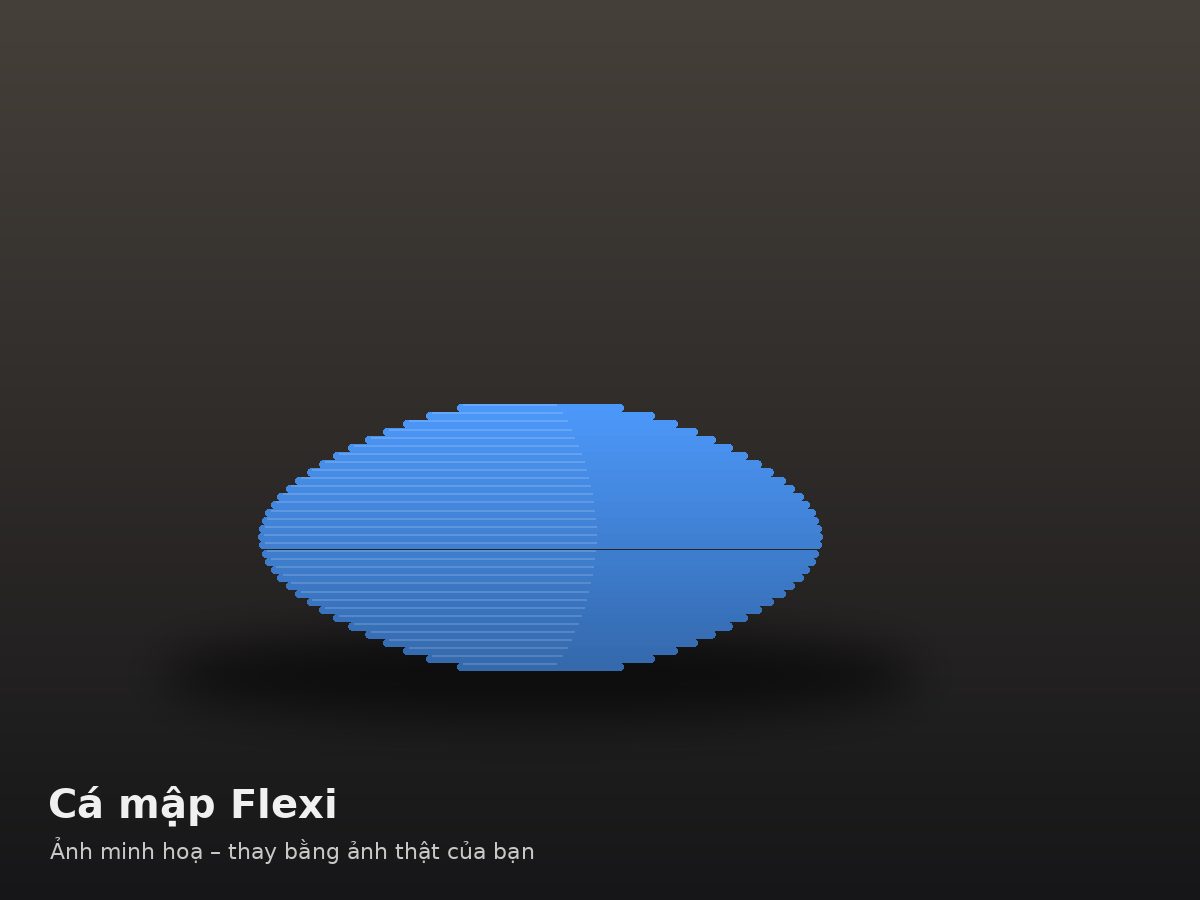 Cá mập Flexi
Ảnh minh hoạ – thay bằng ảnh thật của bạn